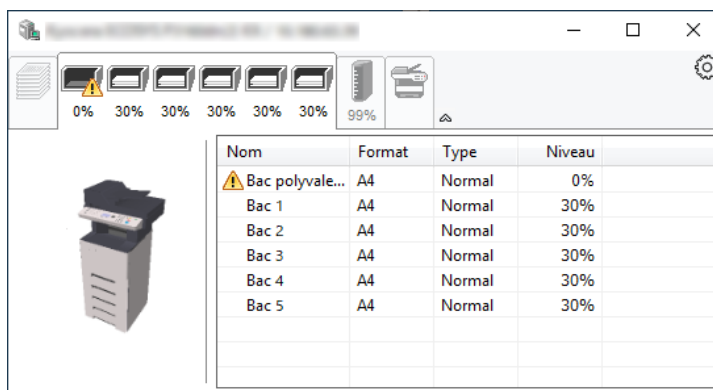 0% 30% 30% 30% 30% 30% 99%
Nom Format Type Niveau
Bac polyvale... A4 Normal 0%
Bac 1 A4 Normal 30%
Bac 2 A4 Normal 30%
Bac 3 A4 Normal 30%
Bac 4 A4 Normal 30%
Bac 5 A4 Normal 30%